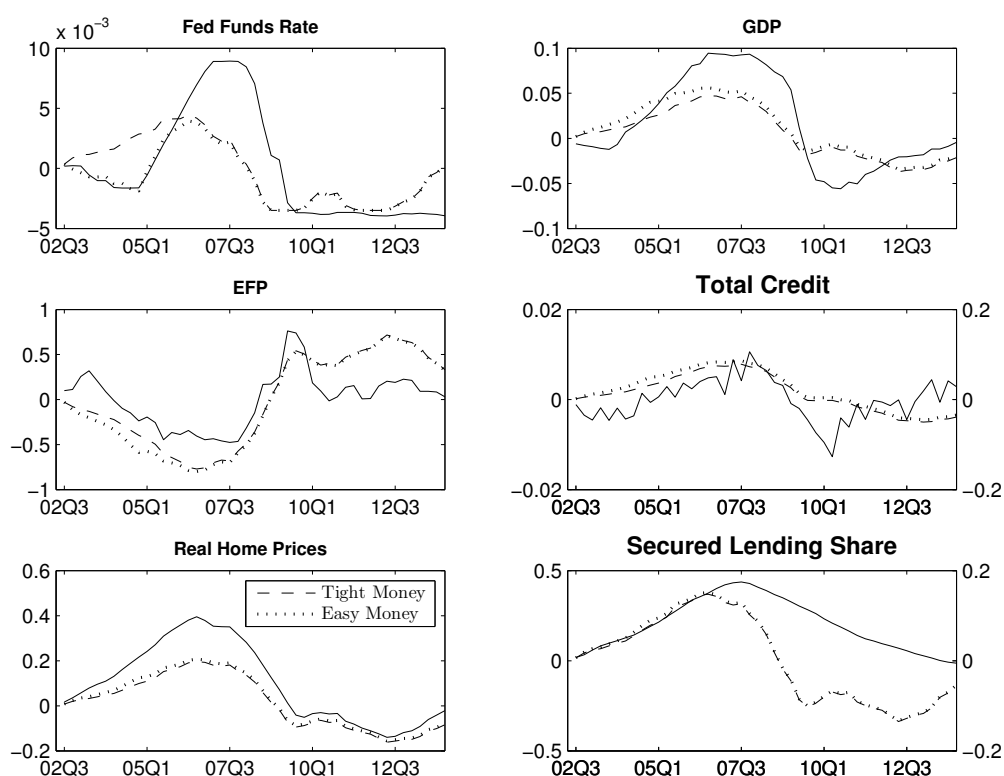 Fed Funds Rate
x 10⁻³
10
5
0
−5
02Q3 05Q1 07Q3 10Q1 12Q3
GDP
0.1
0.05
0
−0.05
−0.1
02Q3 05Q1 07Q3 10Q1 12Q3
EFP
1
0.5
0
−0.5
−1
02Q3 05Q1 07Q3 10Q1 12Q3
Total Credit
0.02 0.2
0 0
−0.02 −0.2
02Q3 05Q1 07Q3 10Q1 12Q3
Real Home Prices
0.6
0.4
0.2
0
−0.2
Tight Money
Easy Money
02Q3 05Q1 07Q3 10Q1 12Q3
Secured Lending Share
0.5 0.2
0 0
−0.5 −0.2
02Q3 05Q1 07Q3 10Q1 12Q3